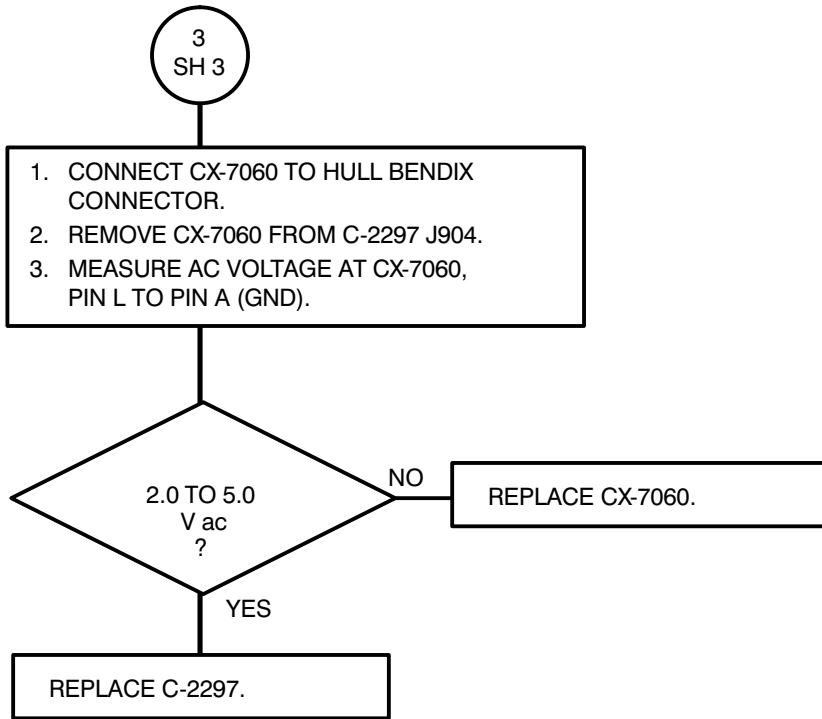 3
SH 3
1. CONNECT CX-7060 TO HULL BENDIX
CONNECTOR.
2. REMOVE CX-7060 FROM C-2297 J904.
3. MEASURE AC VOLTAGE AT CX-7060,
PIN L TO PIN A (GND).
2.0 TO 5.0
V ac
?
NO
REPLACE CX-7060.
YES
REPLACE C-2297.